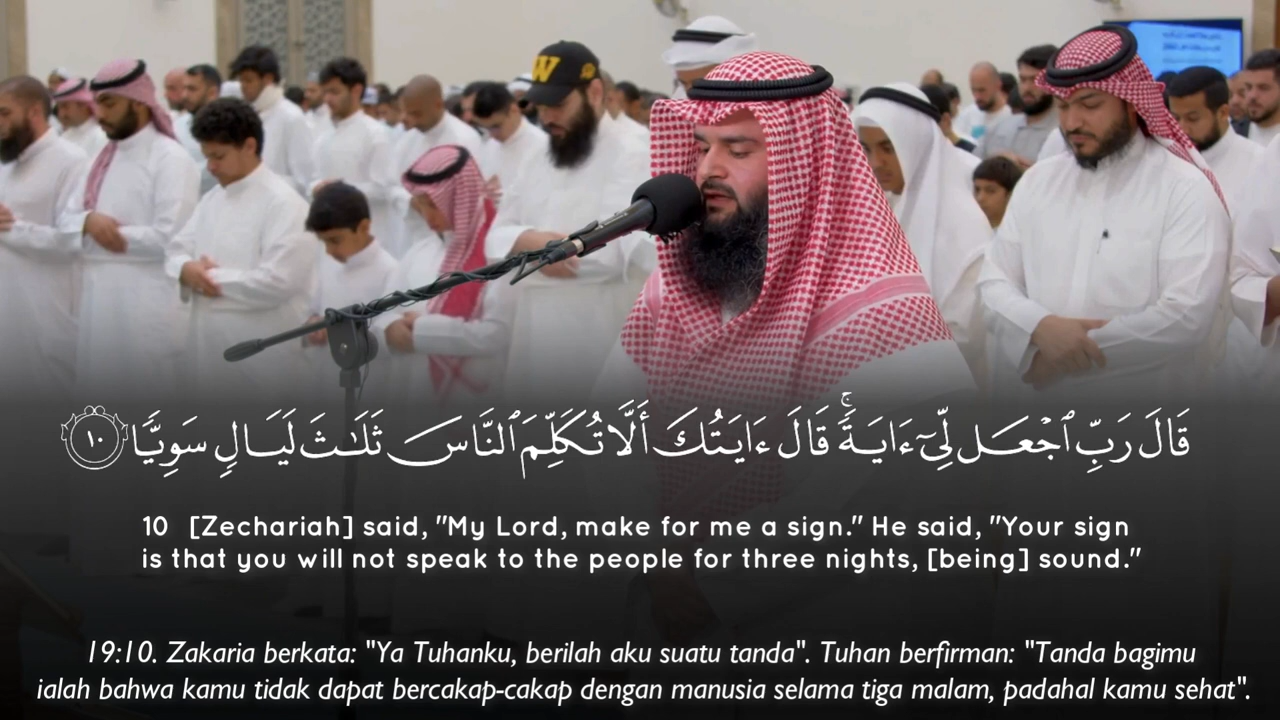 W
قَالَ رَبِّ ٱجْعَل لِّىٓ ءَايَةًۚ قَالَ ءَايَتُكَ أَلَّا تُكَلِّمَ ٱلنَّاسَ ثَلَٰثَ لَيَالٍ سَوِيًّا ١٠
10 [Zechariah] said, "My Lord, make for me a sign." He said, "Your sign
is that you will not speak to the people for three nights, [being] sound."
19:10. Zakaria berkata: "Ya Tuhanku, berilah aku suatu tanda". Tuhan berfirman: "Tanda bagimu
ialah bahwa kamu tidak dapat bercakap-cakap dengan manusia selama tiga malam, padahal kamu sehat".